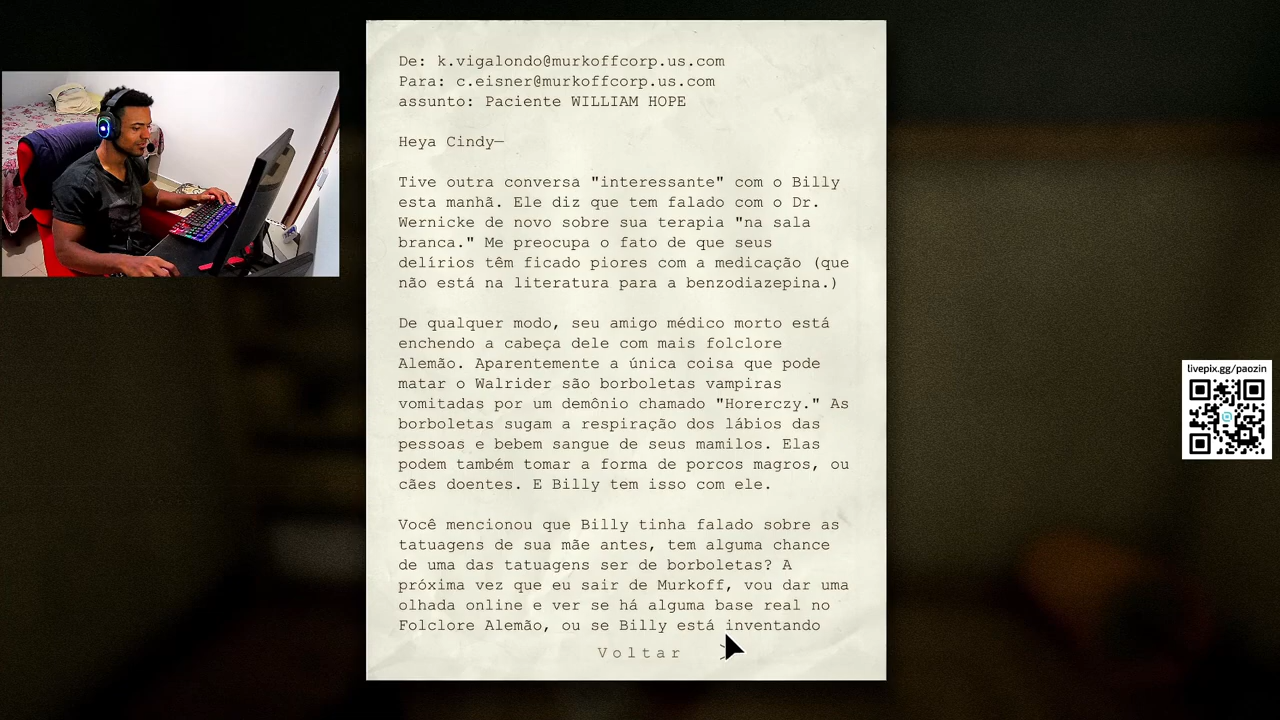 De: k.vigalondo@murkoffcorp.us.com
Para: c.eisner@murkoffcorp.us.com
assunto: Paciente WILLIAM HOPE
Heya Cindy—
Tive outra conversa "interessante" com o Billy
esta manhã. Ele diz que tem falado com o Dr.
Wernicke de novo sobre sua terapia "na sala
branca." Me preocupa o fato de que seus
delírios têm ficado piores com a medicação (que
não está na literatura para a benzodiazepina.)
De qualquer modo, seu amigo médico morto está
enchendo a cabeça dele com mais folclore
Alemão. Aparentemente a única coisa que pode
matar o Walrider são borboletas vampiras
vomitadas por um demônio chamado "Horerczy." As
borboletas sugam a respiração dos lábios das
pessoas e bebem sangue de seus mamilos. Elas
podem também tomar a forma de porcos magros, ou
cães doentes. E Billy tem isso com ele.
Você mencionou que Billy tinha falado sobre as
tatuagens de sua mãe antes, tem alguma chance
de uma das tatuagens ser de borboletas? A
próxima vez que eu sair de Murkoff, vou dar uma
olhada online e ver se há alguma base real no
Folclore Alemão, ou se Billy está inventando
Voltar
livepix.gg/paozin